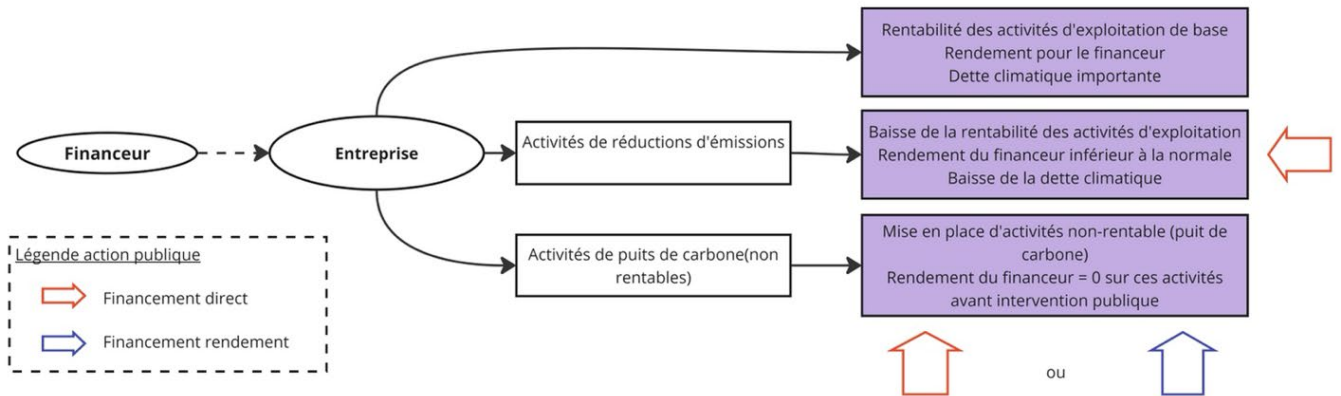 Rentabilité des activités d'exploitation de base
Rendement pour le financeur
Dette climatique importante
Financeur
Entreprise
Activités de réductions d'émissions
Baisse de la rentabilité des activités d'exploitation
Rendement du financeur inférieur à la normale
Baisse de la dette climatique
Activités de puits de carbone(non
rentables)
Mise en place d'activités non-rentable (puit de
carbone)
Rendement du financeur = 0 sur ces activités
avant intervention publique
Légende action publique
Financement direct
Financement rendement
ou